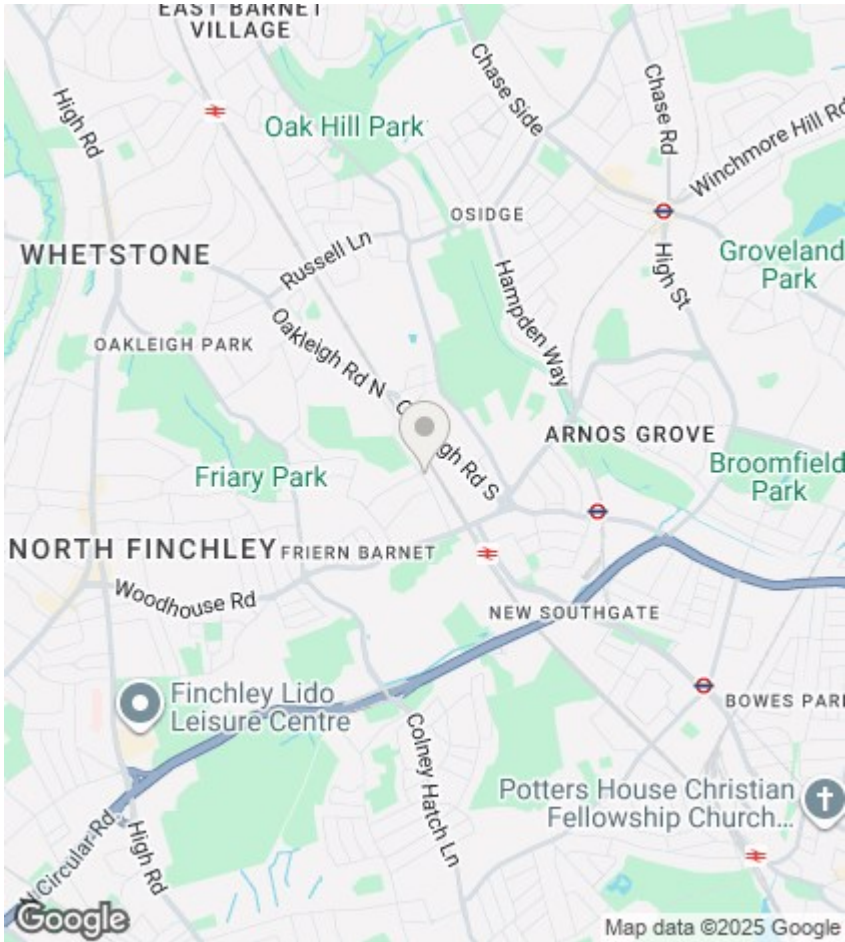 EAST BARNET
VILLAGE
High Rd
Chase Side
Chase Rd
Winchmore Hill Rd
Oak Hill Park
OSIDGE
WHETSTONE
Russell Ln
High St
Groveland
Park
Hampden Way
OAKLEIGH PARK
Oakleigh Rd N
gh Rd S
ARNOS GROVE
Broomfield
Park
Friary Park
NORTH FINCHLEY
FRIERN BARNET
Woodhouse Rd
NEW SOUTHGATE
Finchley Lido
Leisure Centre
BOWES PARK
Colney Hatch Ln
Potters House Christian
Fellowship Church...
N Circular Rd
High Rd
Google
Map data ©2025 Google